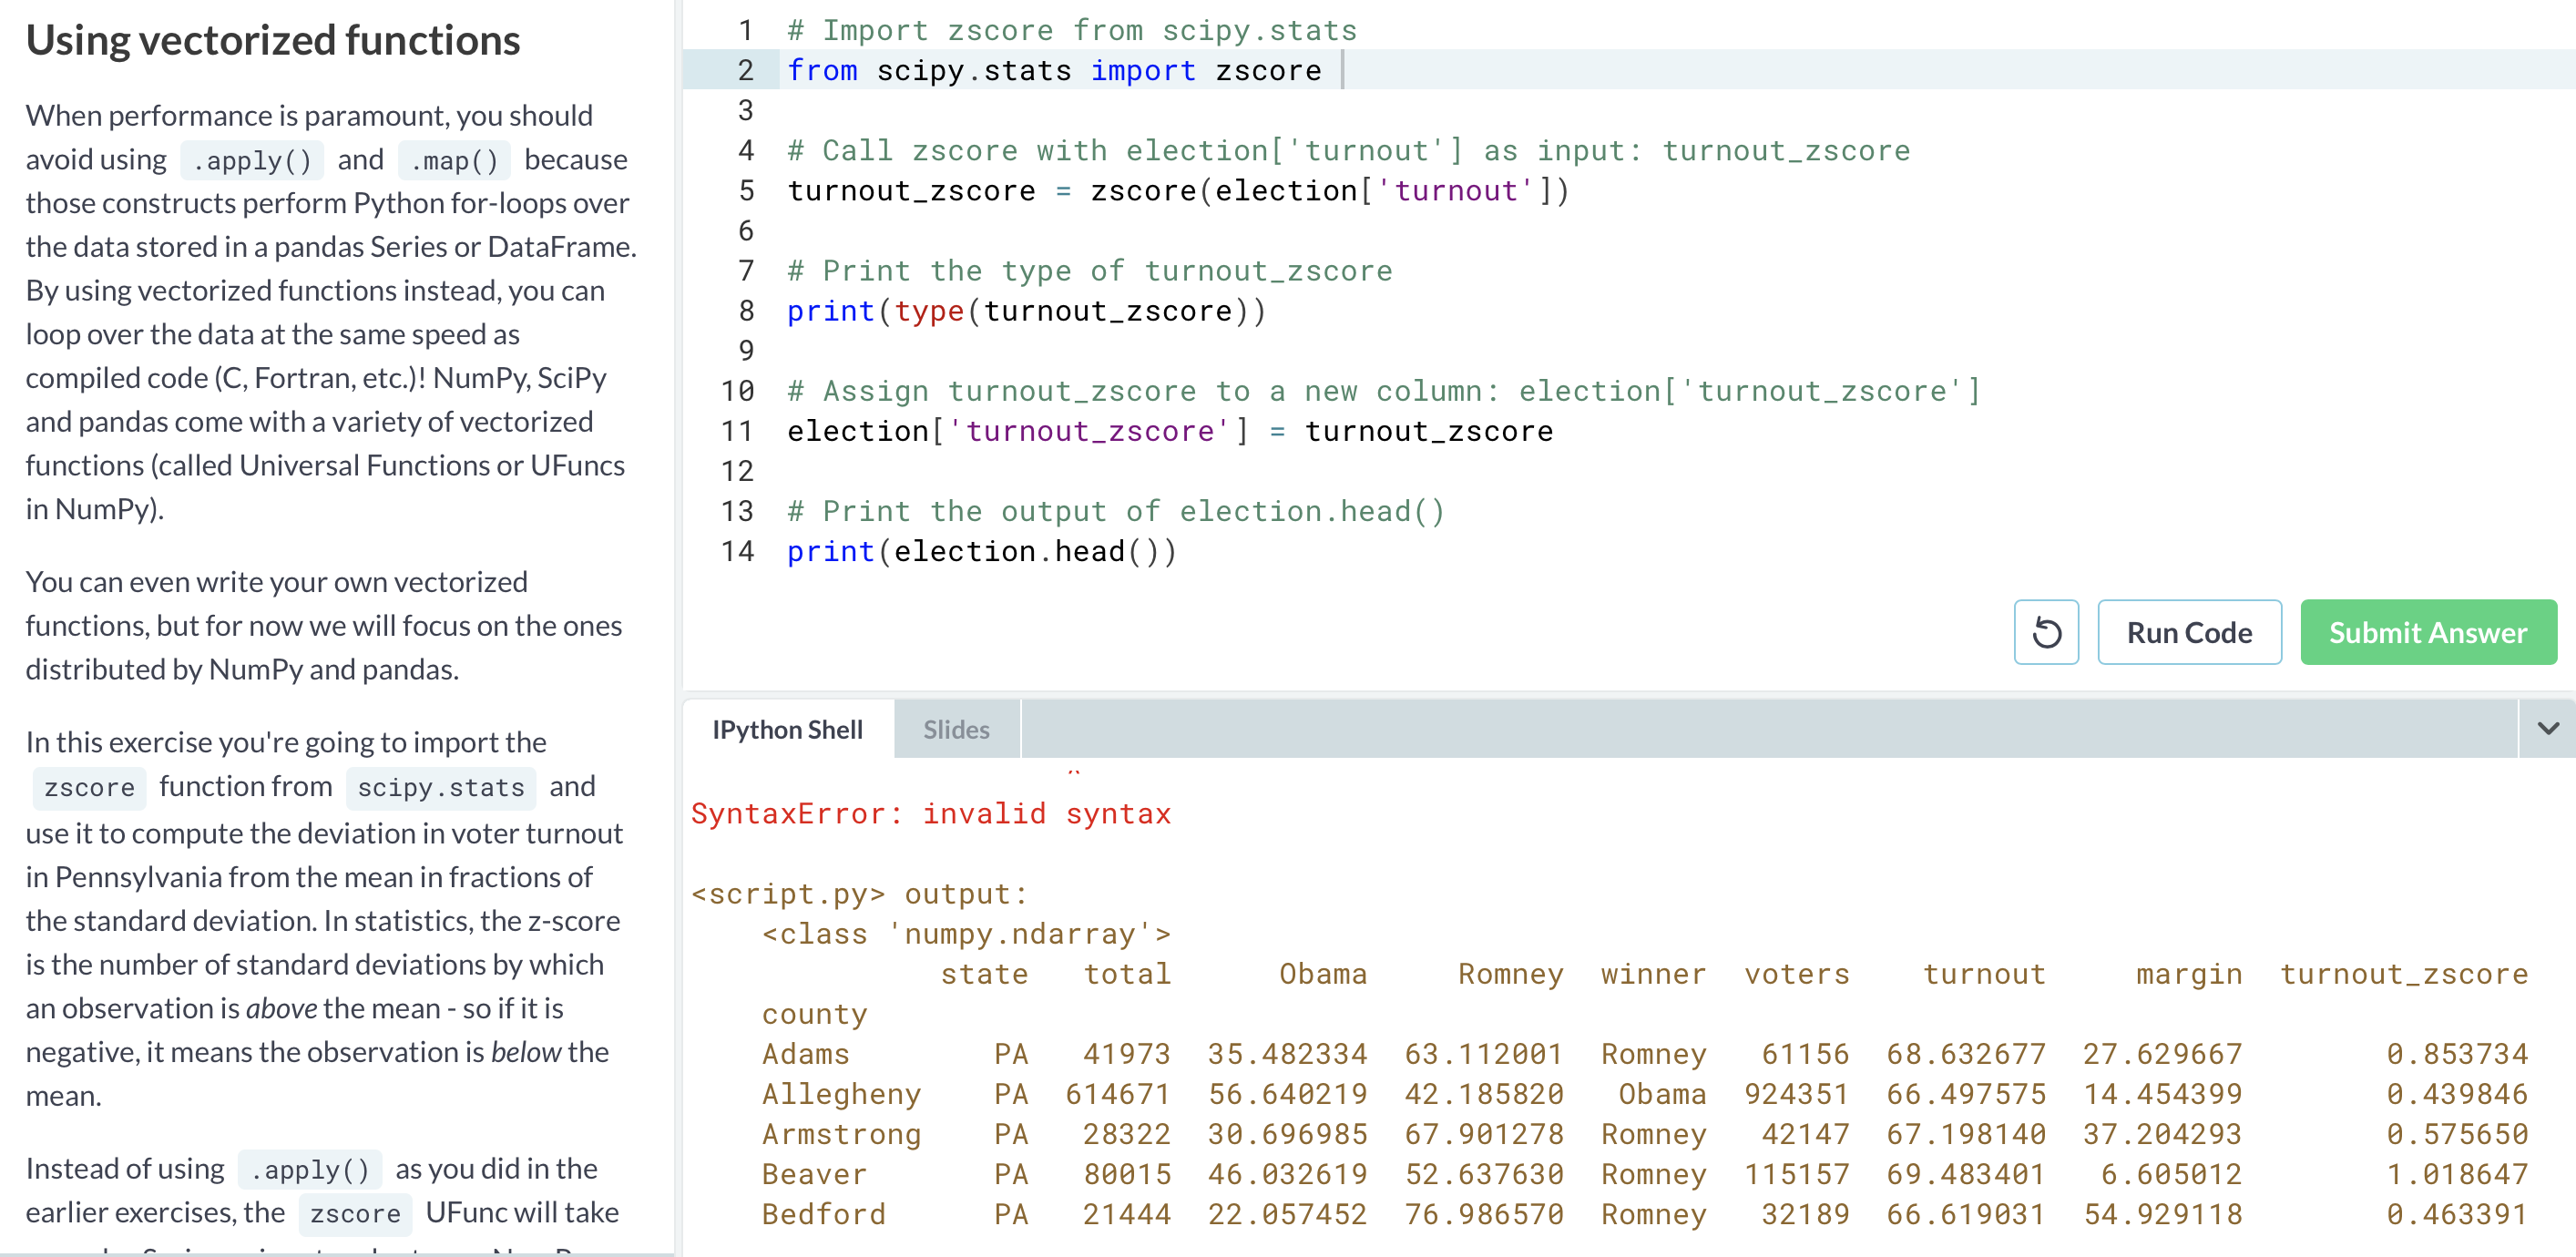 Using vectorized functions
When performance is paramount, you should
avoid using .apply() and .map() because
those constructs perform Python for-loops over
the data stored in a pandas Series or DataFrame.
By using vectorized functions instead, you can
loop over the data at the same speed as
compiled code (C, Fortran, etc.)! NumPy, SciPy
and pandas come with a variety of vectorized
functions (called Universal Functions or UFuncs
in NumPy).
You can even write your own vectorized
functions, but for now we will focus on the ones
distributed by NumPy and pandas.
In this exercise you're going to import the
zscore function from scipy.stats and
use it to compute the deviation in voter turnout
in Pennsylvania from the mean in fractions of
the standard deviation. In statistics, the z-score
is the number of standard deviations by which
an observation is above the mean - so if it is
negative, it means the observation is below the
mean.
Instead of using .apply() as you did in the
earlier exercises, the zscore UFunc will take
1 # Import zscore from scipy.stats
2 from scipy.stats import zscore
3
4 # Call zscore with election['turnout'] as input: turnout_zscore
5 turnout_zscore = zscore(election['turnout'])
6
7 # Print the type of turnout_zscore
8 print(type(turnout_zscore))
9
10 # Assign turnout_zscore to a new column: election['turnout_zscore']
11 election['turnout_zscore'] = turnout_zscore
12
13 # Print the output of election.head()
14 print(election.head())
Run Code Submit Answer
IPython Shell Slides
^
SyntaxError: invalid syntax
<script.py> output:
<class 'numpy.ndarray'>
state total Obama Romney winner voters turnout margin turnout_zscore
county
Adams PA 41973 35.482334 63.112001 Romney 61156 68.632677 27.629667 0.853734
Allegheny PA 614671 56.640219 42.185820 Obama 924351 66.497575 14.454399 0.439846
Armstrong PA 28322 30.696985 67.901278 Romney 42147 67.198140 37.204293 0.575650
Beaver PA 80015 46.032619 52.637630 Romney 115157 69.483401 6.605012 1.018647
Bedford PA 21444 22.057452 76.986570 Romney 32189 66.619031 54.929118 0.463391